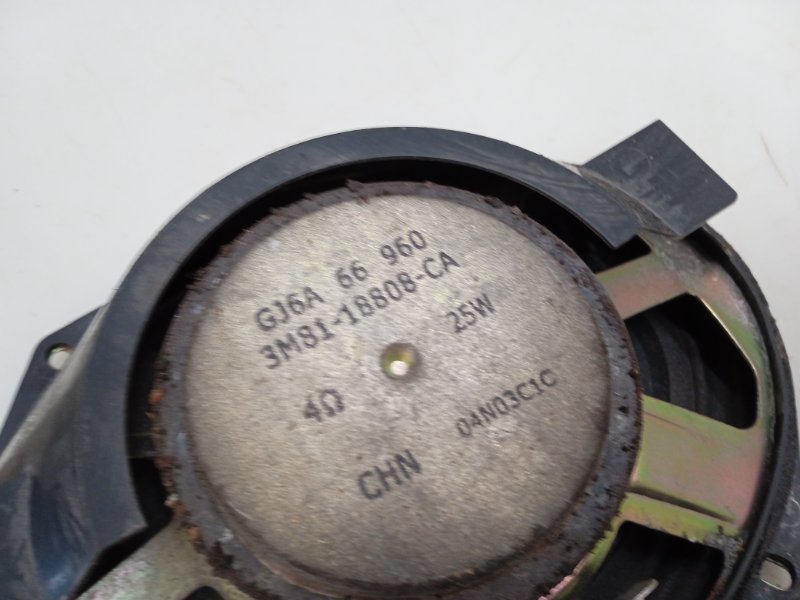 GJ6A 66 960
3M81-18808-CA
25W
4Ω
04N03C1C
CHN